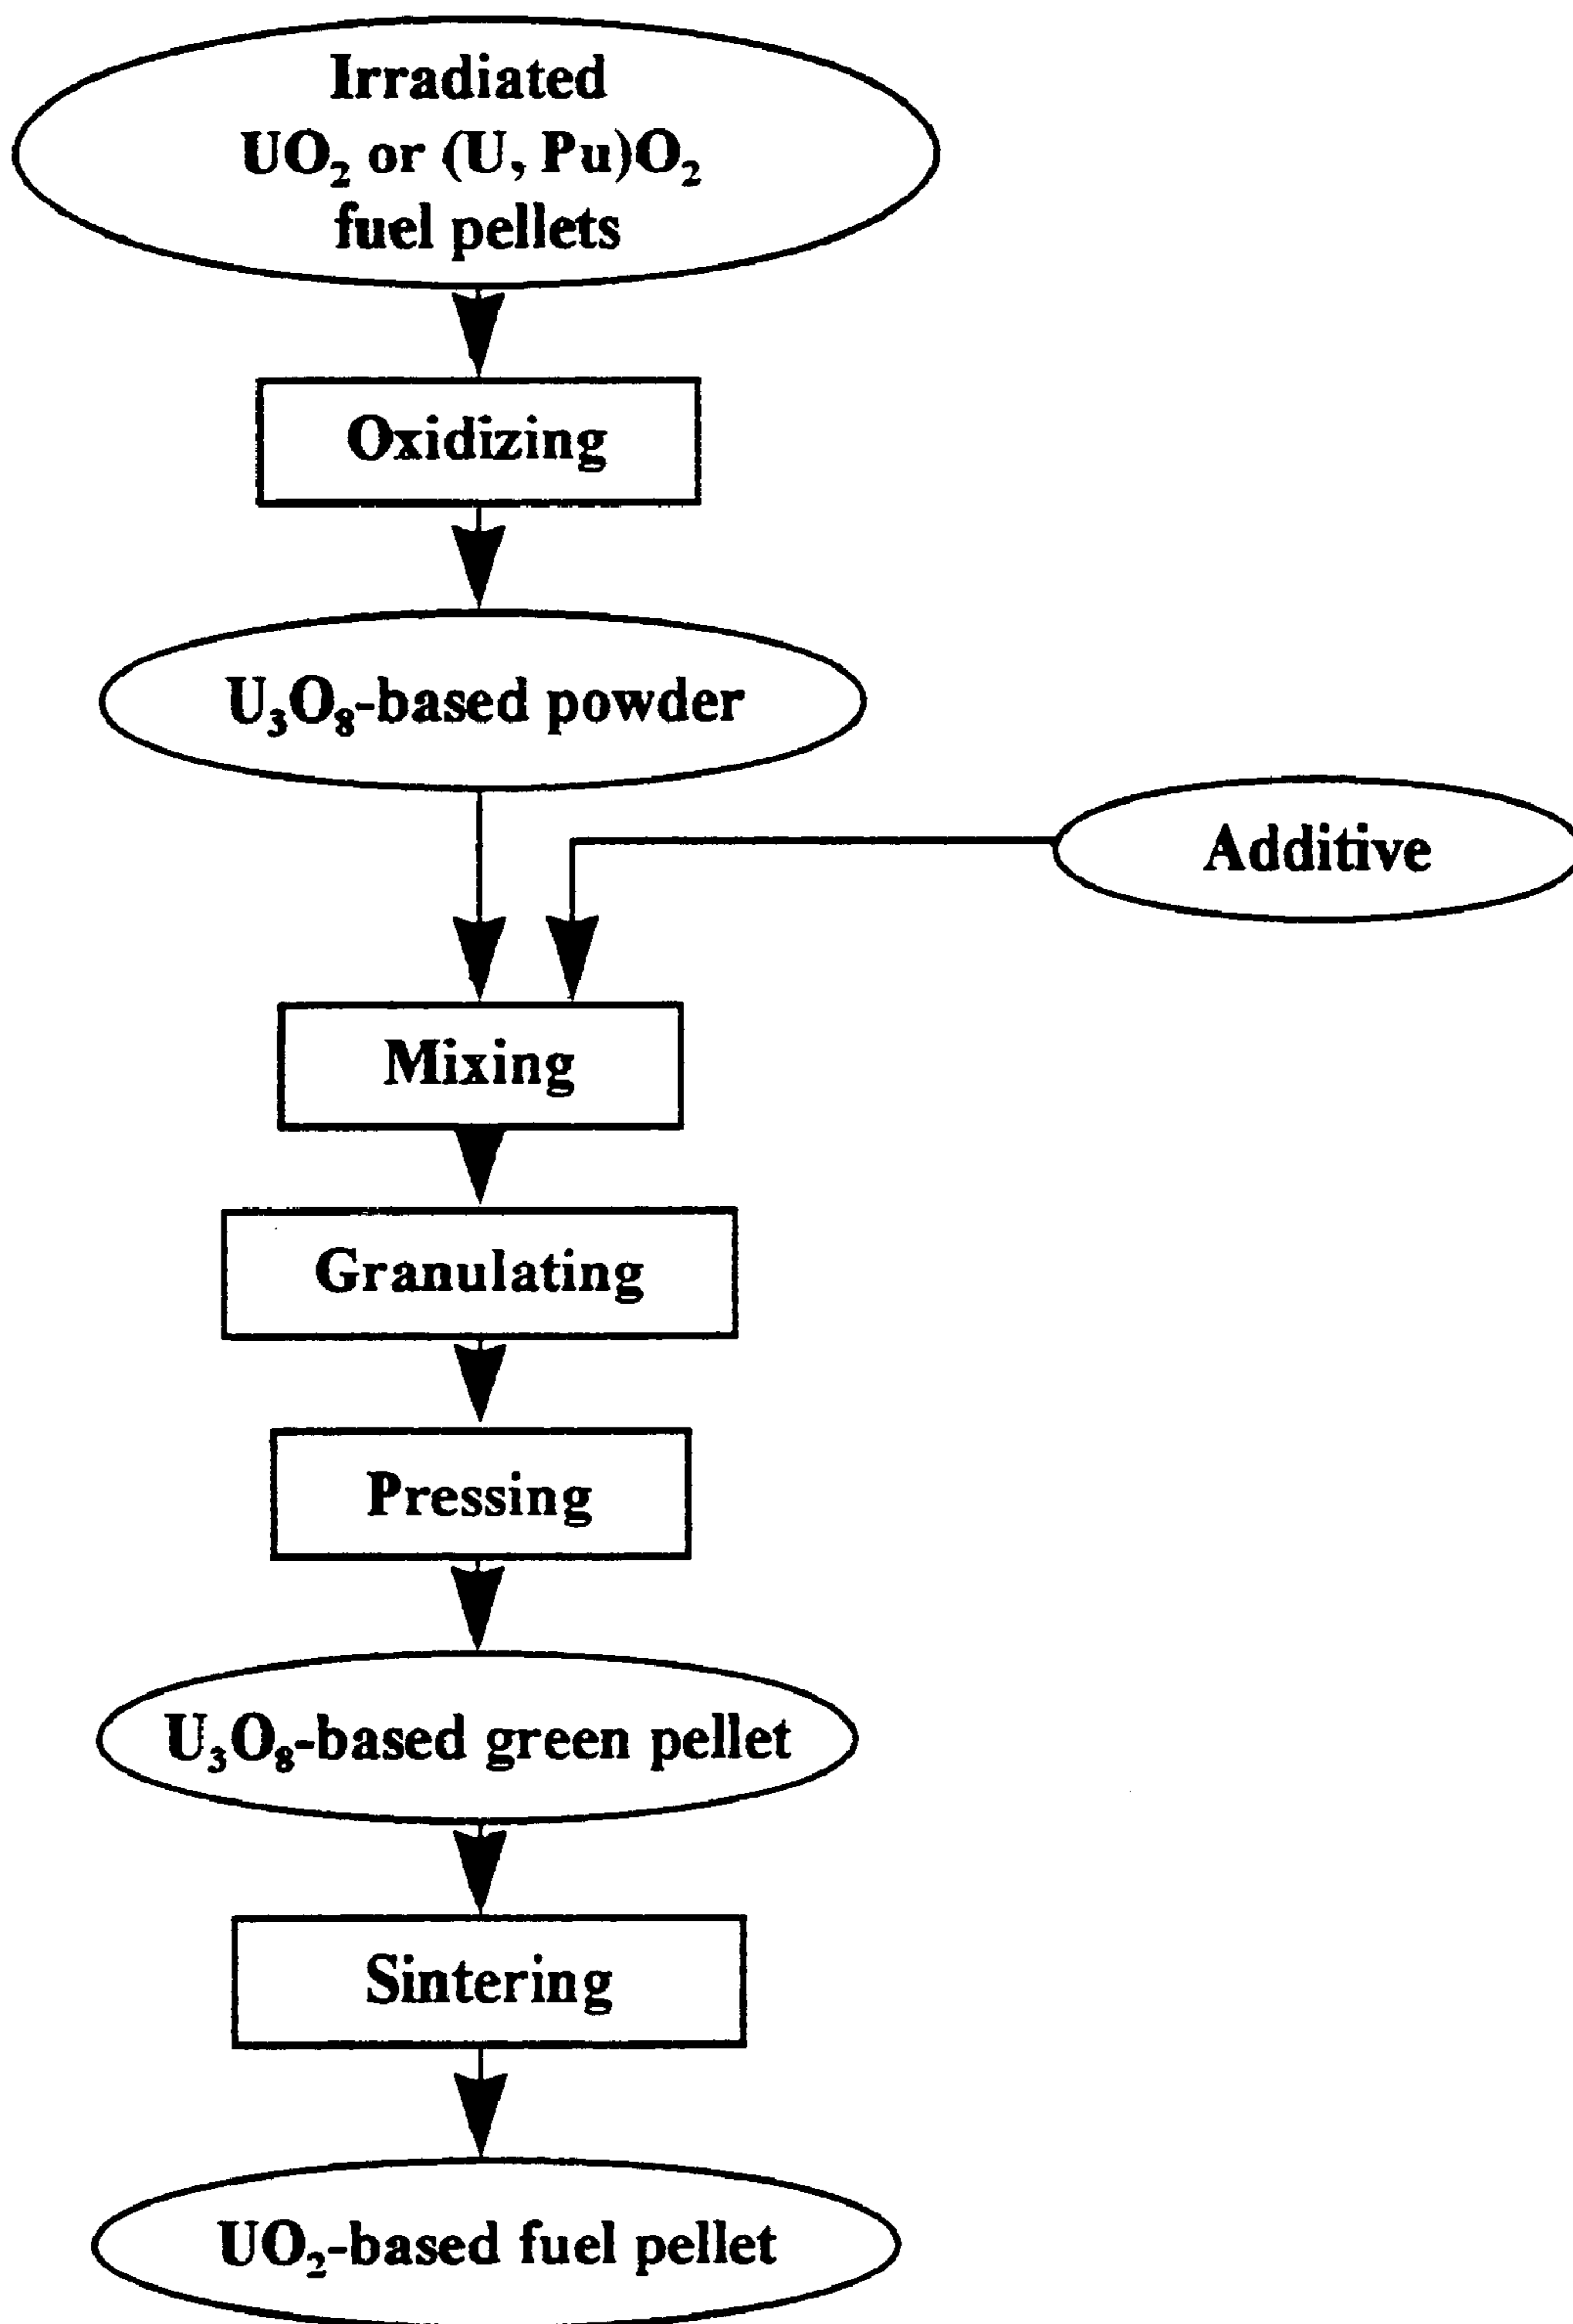 Irradiated
UO₂ or (U, Pu)O₂
fuel pellets
Oxidizing
U₃O₈-based powder
Additive
Mixing
Granulating
Pressing
U₃O₈-based green pellet
Sintering
UO₂-based fuel pellet